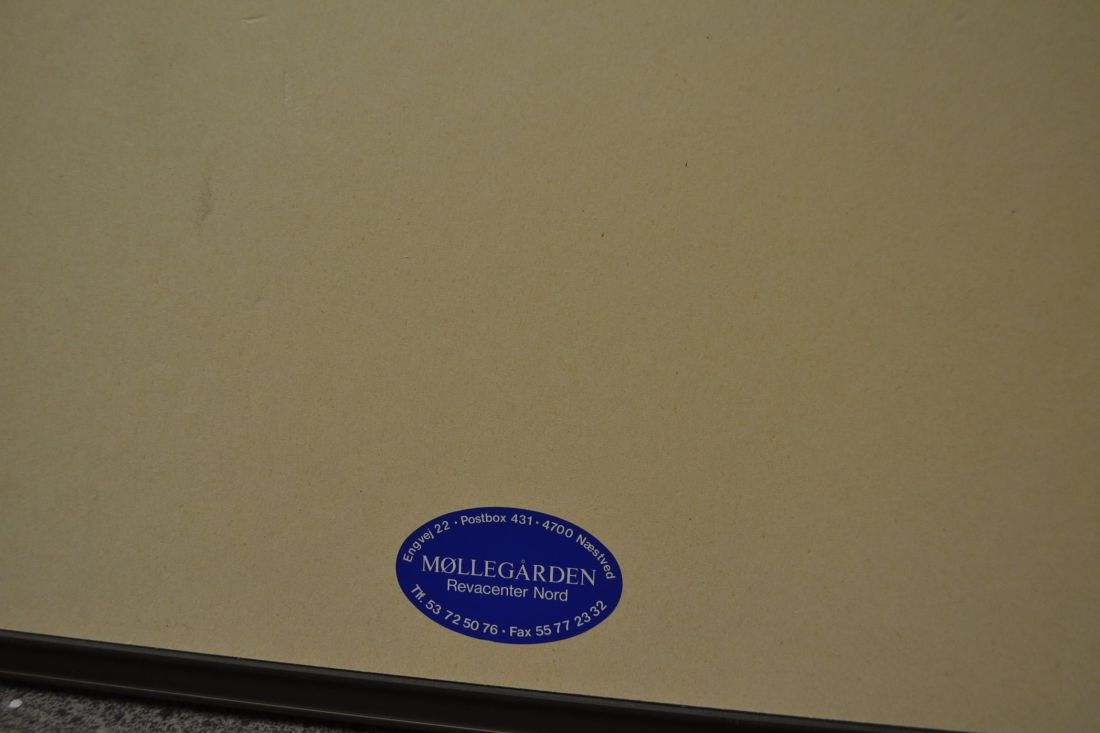 Engvej 22 · Postbox 431 · 4700 Næstved
MØLLEGÅRDEN
Revacenter Nord
Tlf. 53 72 50 76 · Fax 55 77 23 32